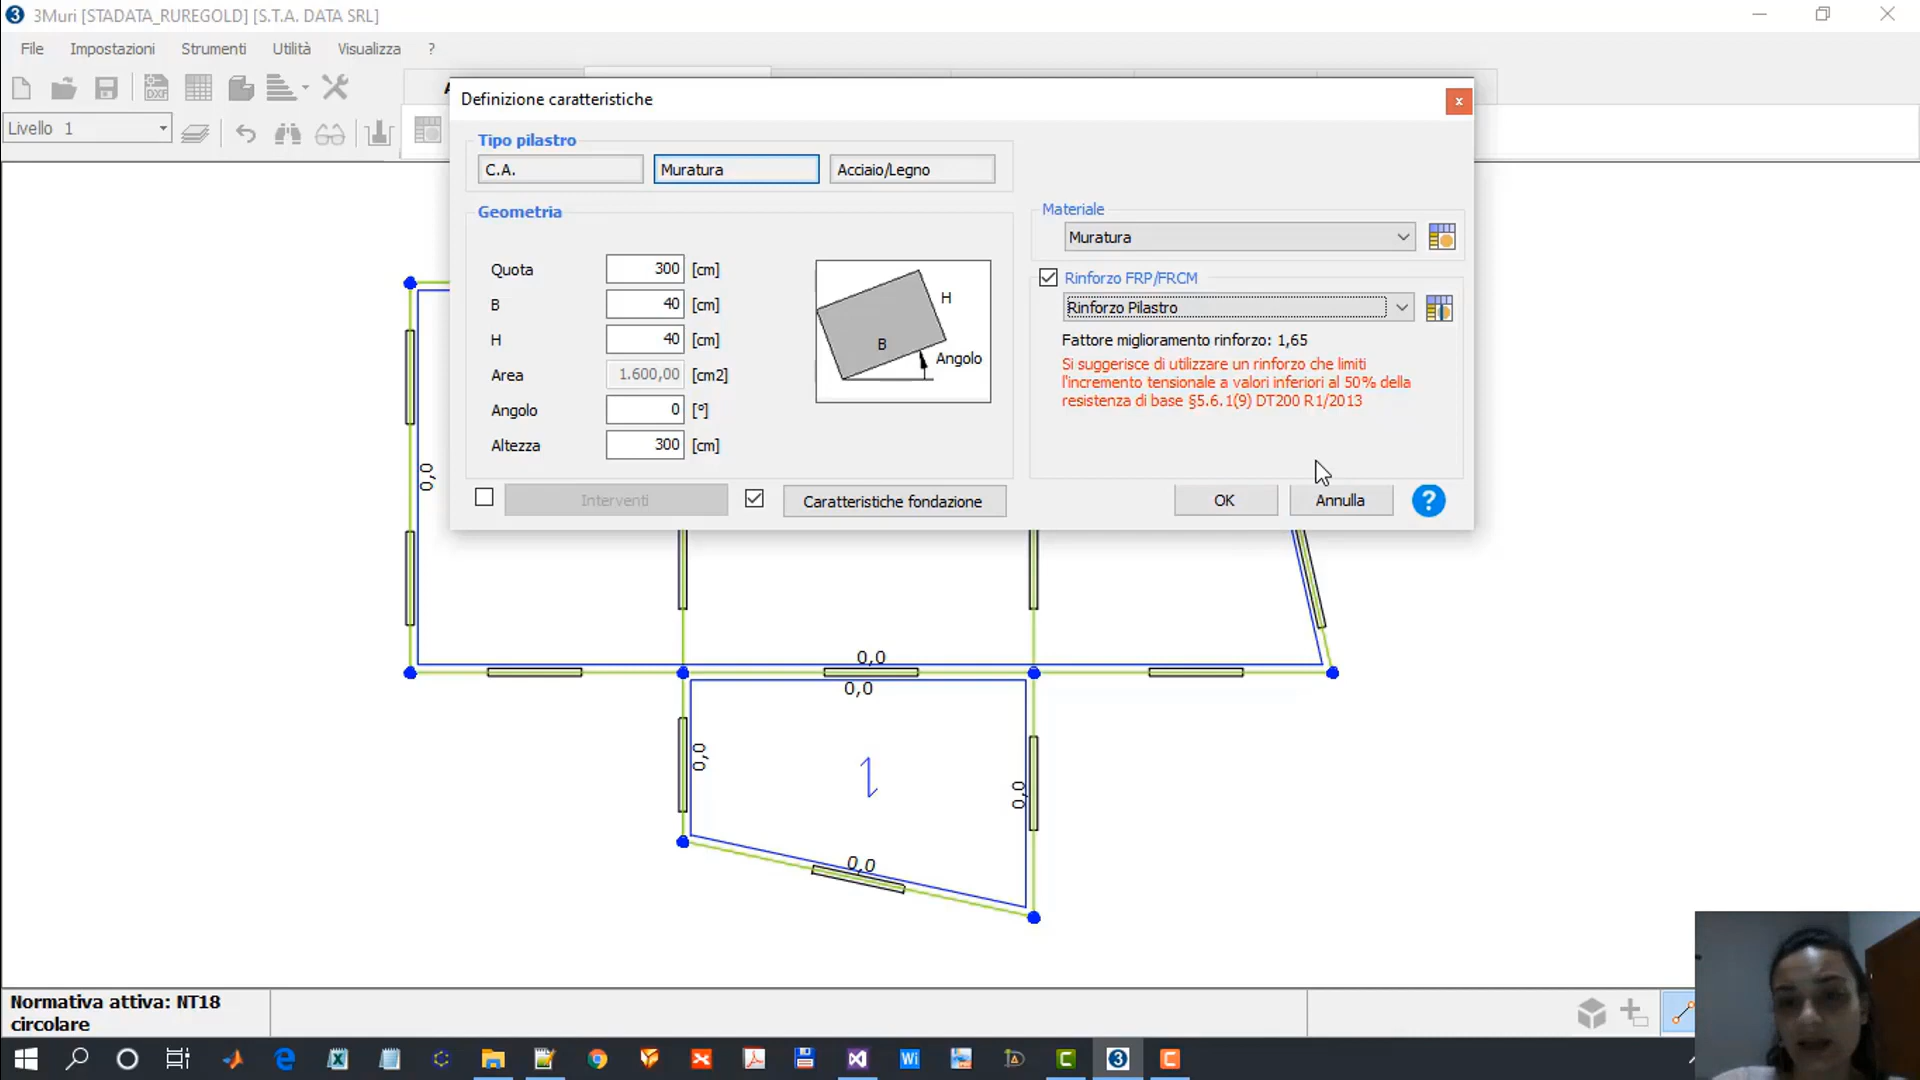 3Muri [STADATA_RUREGOLD] [S.T.A. DATA SRL]
File Impostazioni Strumenti Utilità Visualizza ?
DXF
Livello 1
Definizione caratteristiche
x
Tipo pilastro
C.A. Muratura Acciaio/Legno
Geometria
Quota 300 [cm]
B 40 [cm]
H 40 [cm]
Area 1.600,00 [cm2]
Angolo 0 [°]
Altezza 300 [cm]
H
B
Angolo
Materiale
Muratura
Rinforzo FRP/FRCM
Rinforzo Pilastro
Fattore miglioramento rinforzo: 1,65
Si suggerisce di utilizzare un rinforzo che limiti
l'incremento tensionale a valori inferiori al 50% della
resistenza di base §5.6.1(9) DT200 R1/2013
Interventi Caratteristiche fondazione OK Annulla ?
0,0
0,0
0,0
0,0
0,0
0,0
Normativa attiva: NT18
circolare
Wi
3